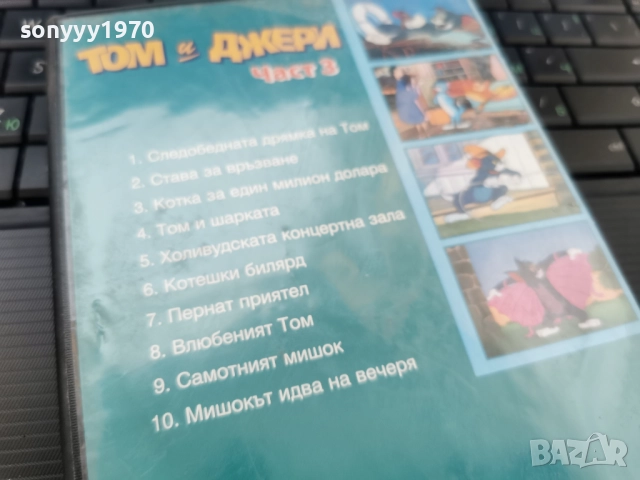 sonyyy1970
ТОМ и ДЖЕРИ
Част 3
1. Следобедната дрямка на Том
2. Става за връзване
3. Котка за един милион долара
4. Том и шарката
5. Холивудската концертна зала
6. Котешки билярд
7. Пернат приятел
8. Влюбеният Том
9. Самотният мишок
10. Мишокът идва на вечеря
BAZAR